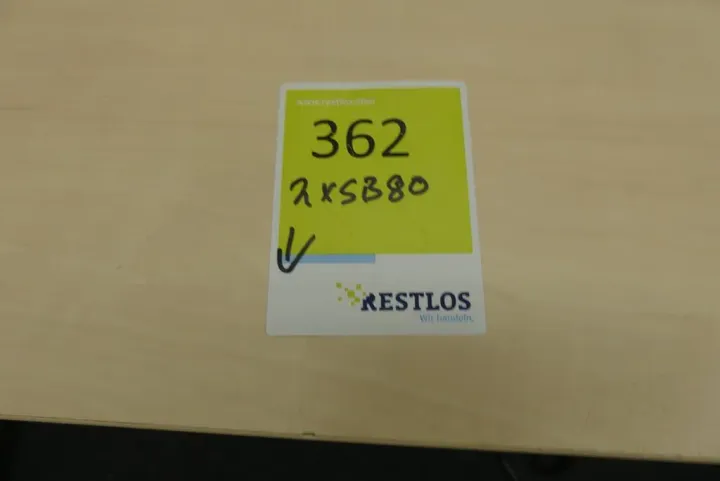 362
2xSB80
RESTLOS
Wir handeln.